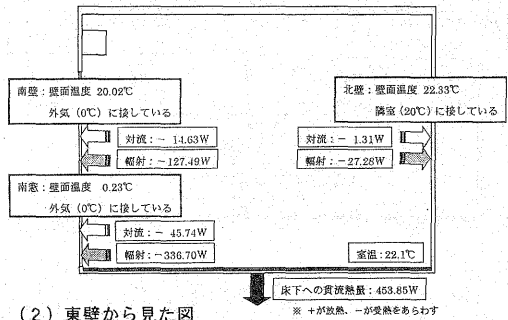 南壁：壁面温度 20.02℃
外気（0℃）に接している
対流：－ 14.63W
輻射：－127.49W
南窓：壁面温度 0.23℃
外気（0℃）に接している
対流：－ 45.74W
輻射：－336.70W
北壁：壁面温度 22.33℃
隣室（20℃）に接している
対流：－ 1.31W
輻射：－27.28W
室温：22.1℃
床下への貫流熱量：453.85W
※ ＋が放熱、－が受熱をあらわす
（2）東壁から見た図